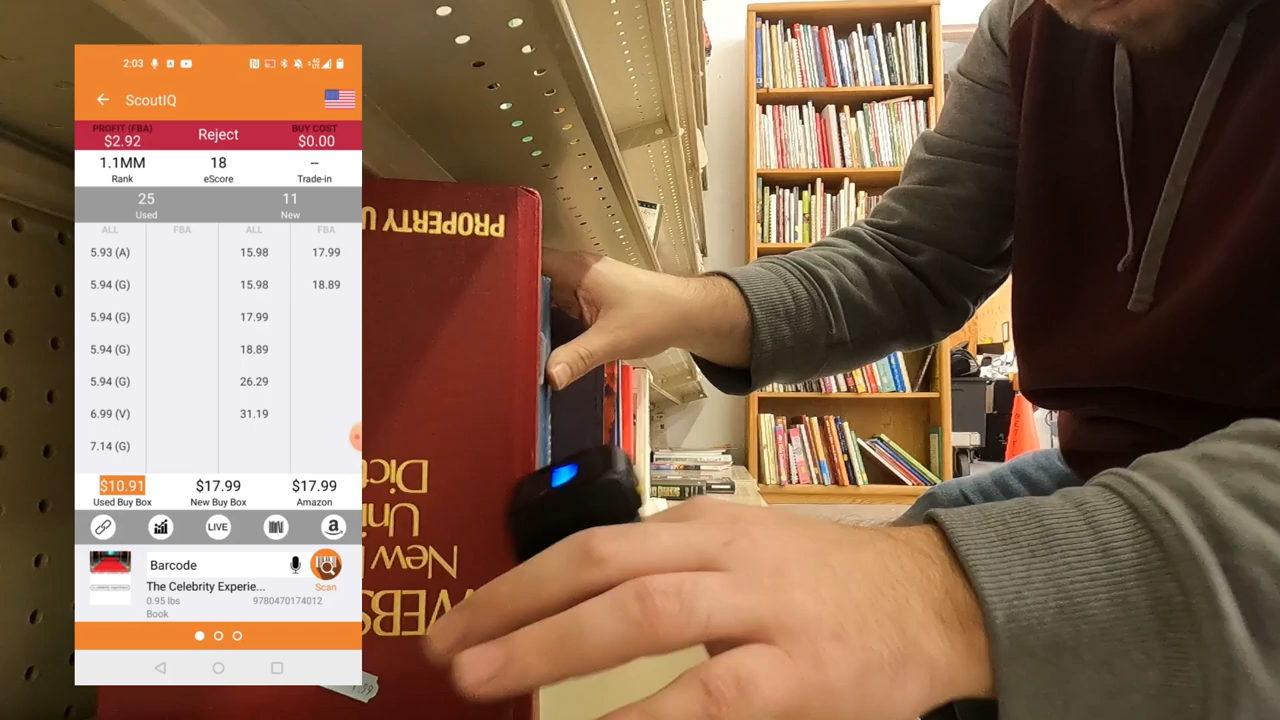 2:03
ScoutIQ
PROFIT (FBA) BUY COST
$2.92 Reject $0.00
1.1MM 18 --
Rank eScore Trade-in
25 11
Used New
ALL FBA ALL FBA
5.93 (A) 15.98 17.99
5.94 (G) 15.98 18.89
5.94 (G) 17.99
5.94 (G) 18.89
5.94 (G) 26.29
6.99 (V) 31.19
7.14 (G)
$10.91 $17.99 $17.99
Used Buy Box New Buy Box Amazon
LIVE a
Barcode
Scan
The Celebrity Experie...
0.95 lbs 9780470174012
Book
PROPERTY U
Dict
Uni
New
WEBS